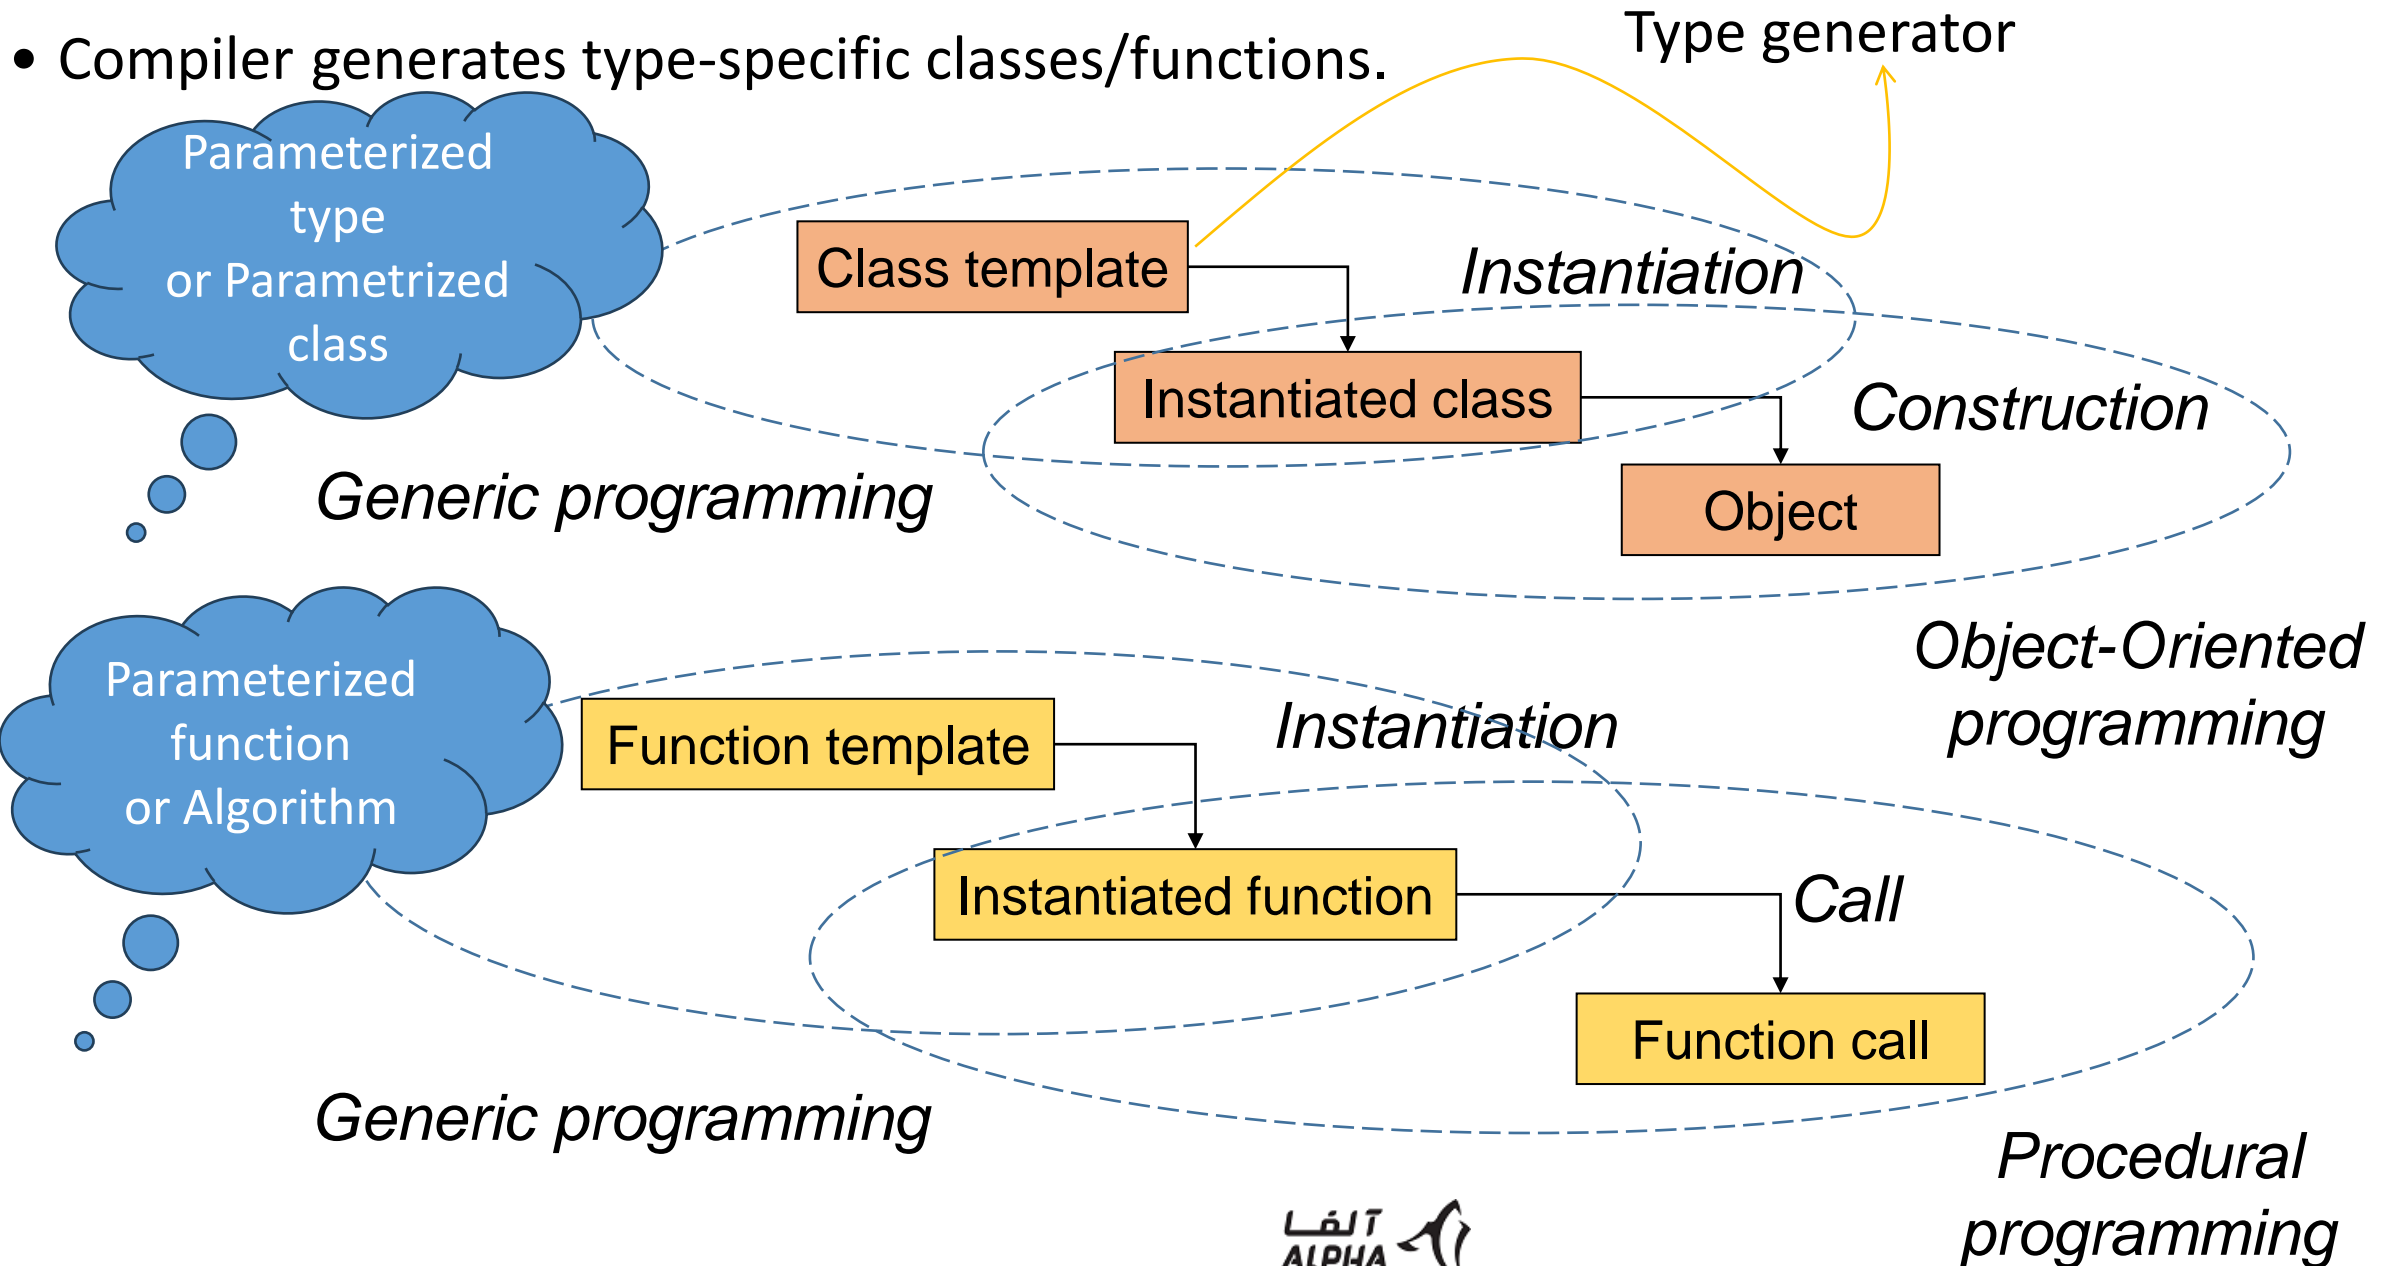 • Compiler generates type-specific classes/functions.
Type generator
Parameterized
type
or Parametrized
class
Class template
Instantiation
Instantiated class
Construction
Object
Generic programming
Object-Oriented
programming
Parameterized
function
or Algorithm
Function template
Instantiation
Instantiated function
Call
Function call
Generic programming
Procedural
programming
آلفا
ALPHA